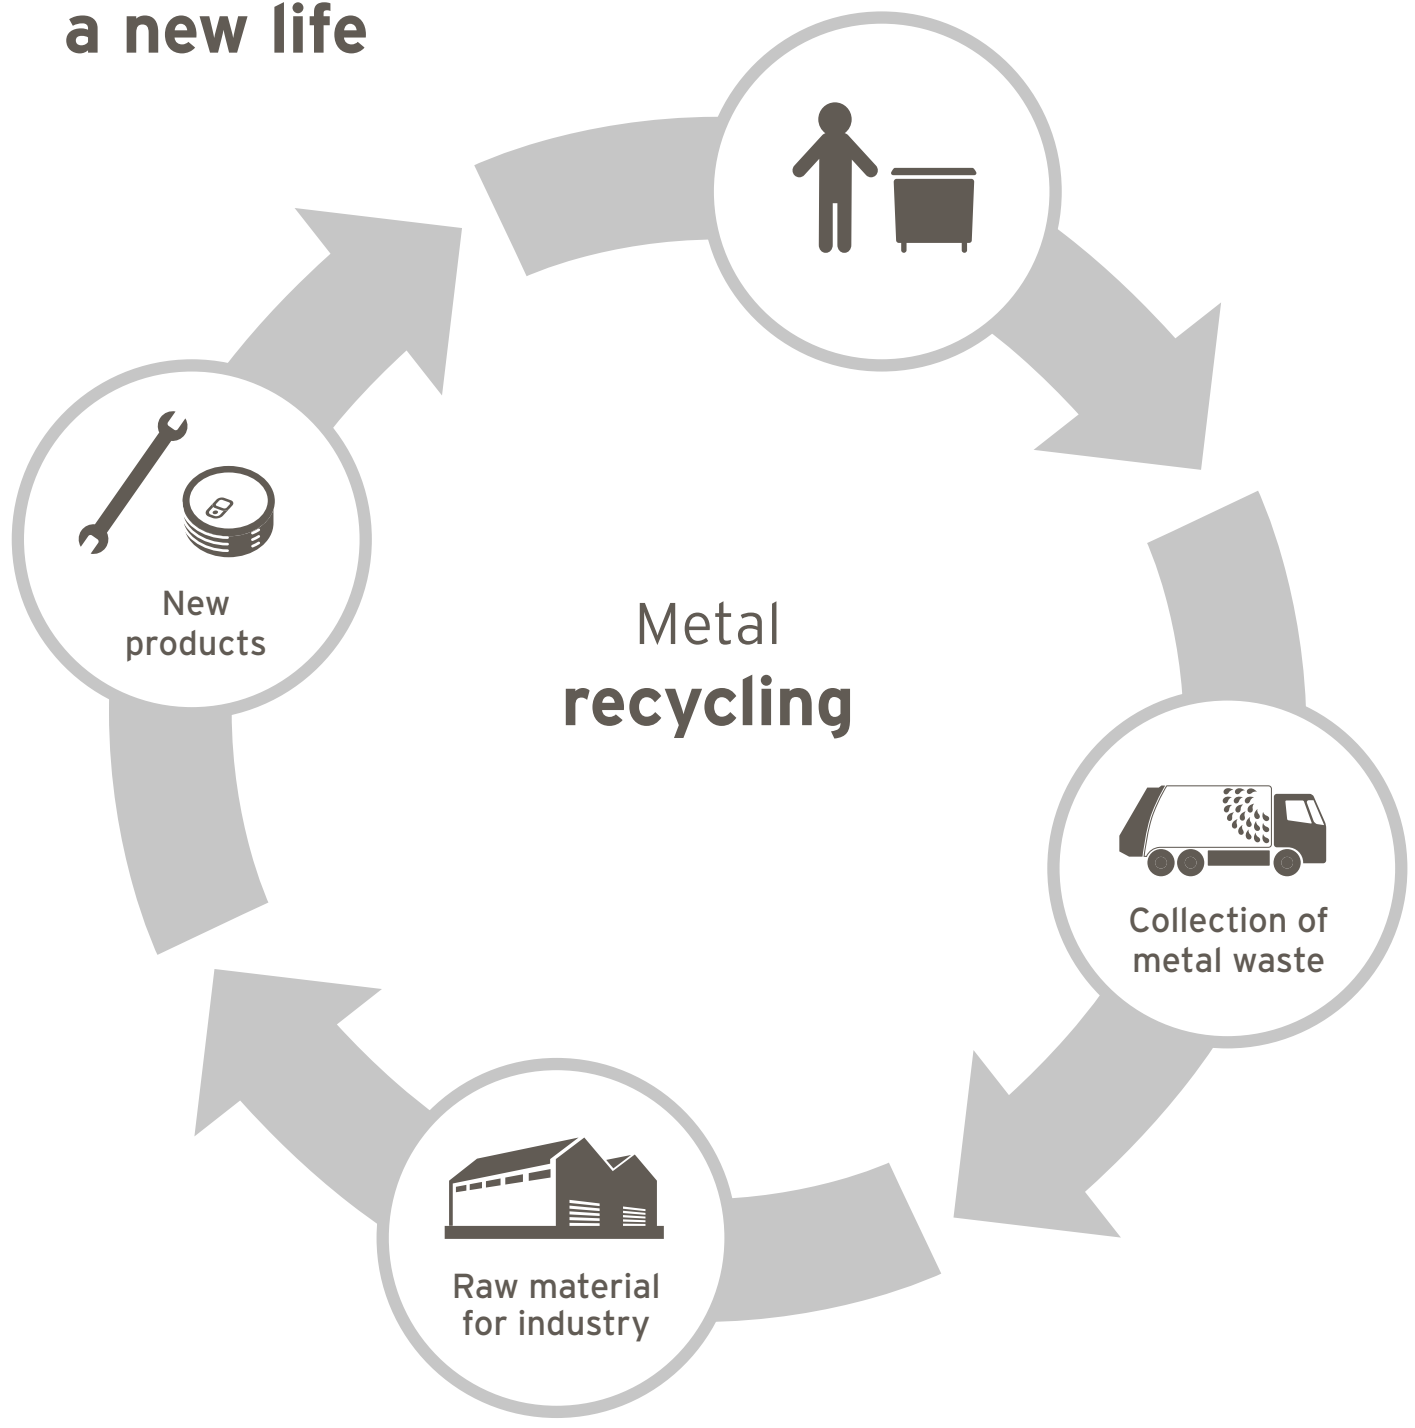 a new life
New
products
Metal
recycling
Collection of
metal waste
Raw material
for industry